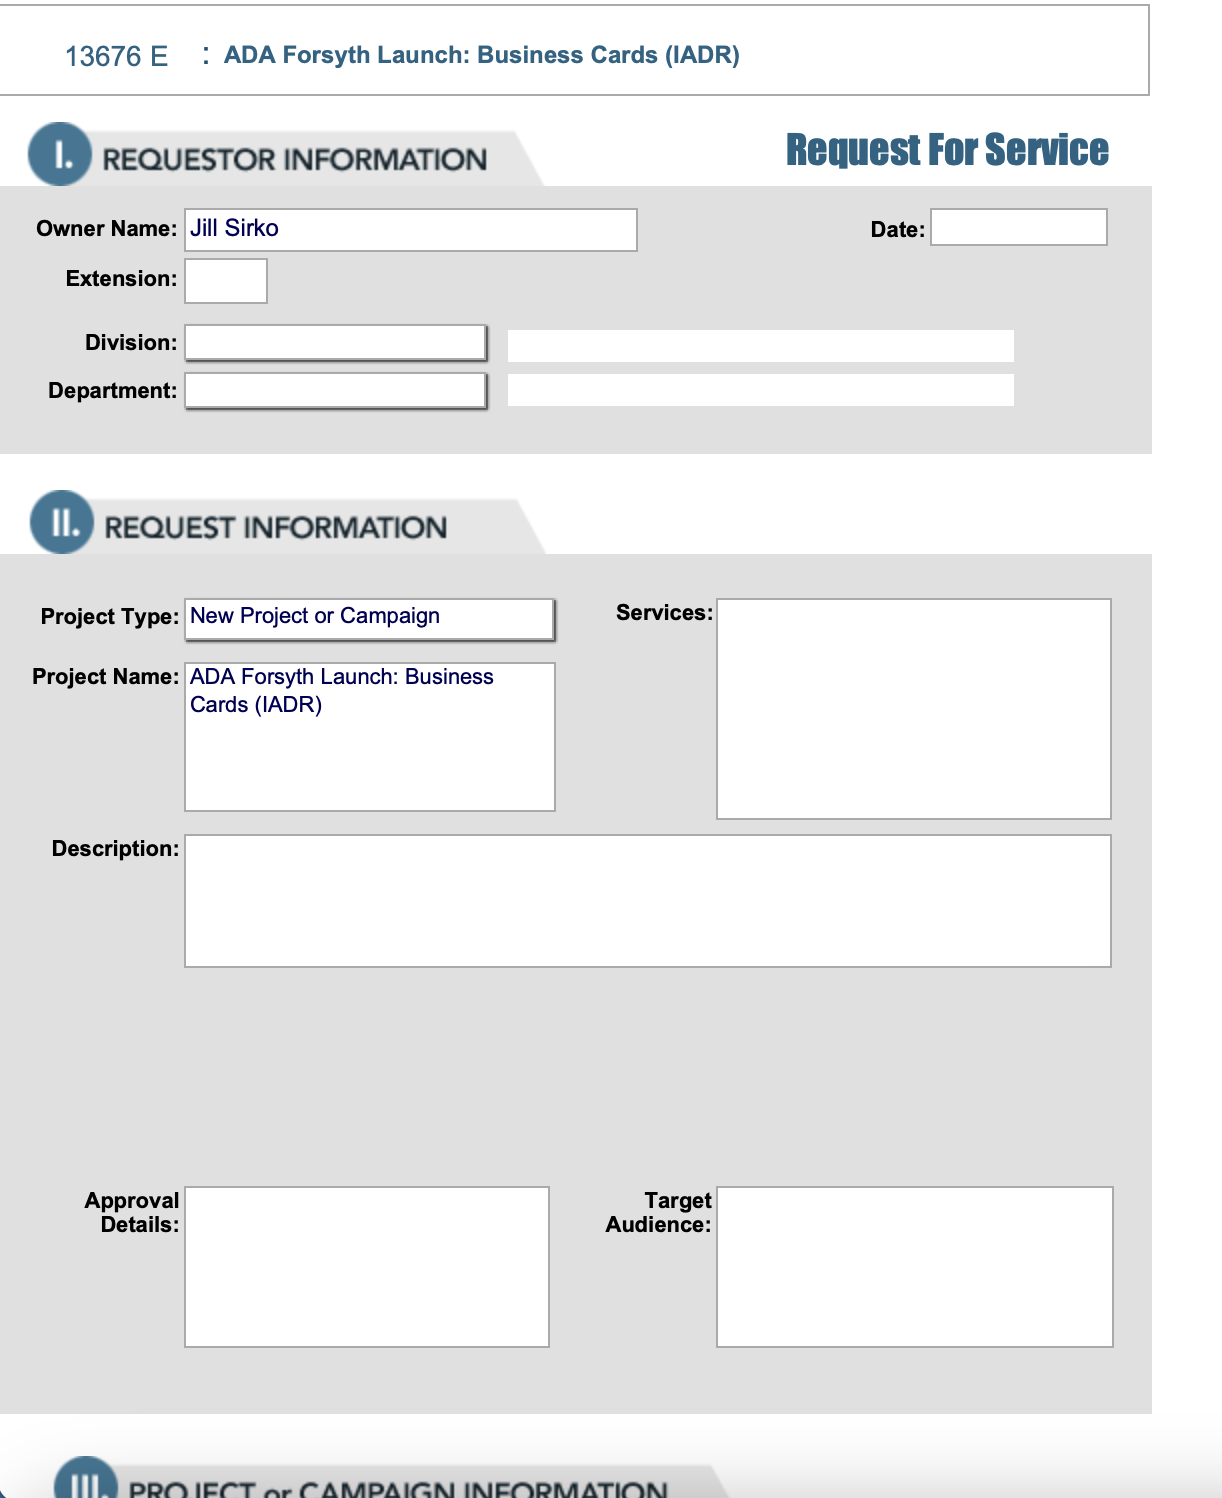 13676 E : ADA Forsyth Launch: Business Cards (IADR)
I. REQUESTOR INFORMATION
Request For Service
Owner Name: Jill Sirko
Date:
Extension:
Division:
Department:
II. REQUEST INFORMATION
Project Type: New Project or Campaign
Services:
Project Name: ADA Forsyth Launch: Business
Cards (IADR)
Description:
Approval
Details:
Target
Audience:
III. PROJECT or CAMPAIGN INFORMATION